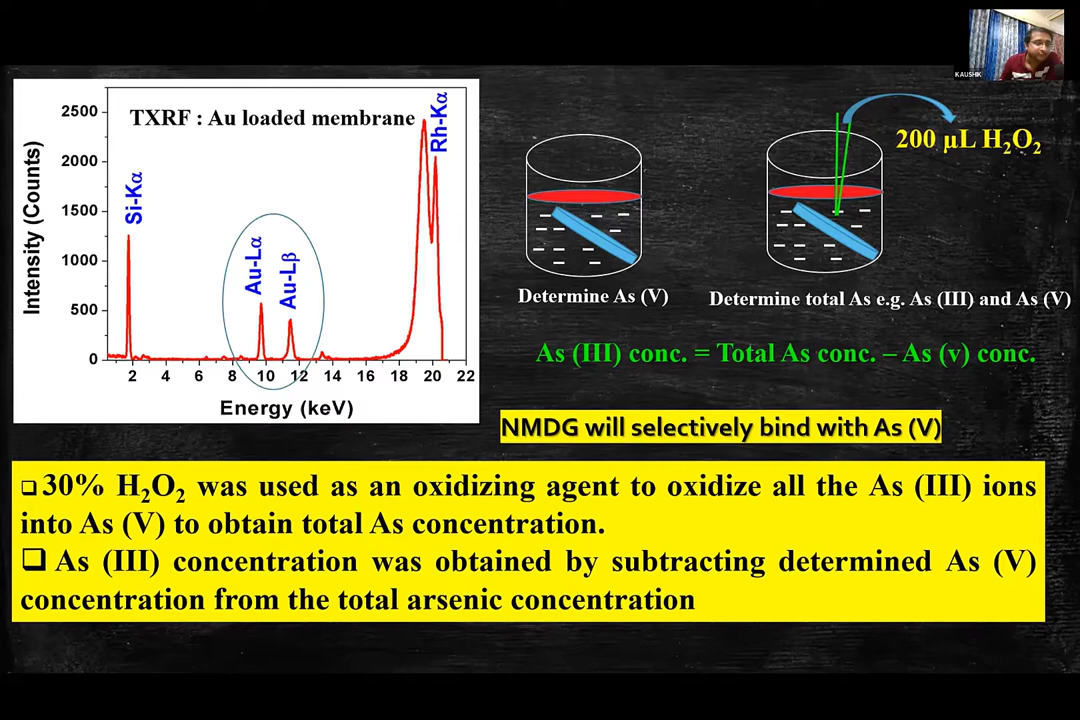 KAUSHIK
TXRF : Au loaded membrane
Intensity (Counts)
2500
2000
1500
1000
500
0
Si-Kα
Au-Lα
Au-Lβ
Rh-Kα
2 4 6 8 10 12 14 16 18 20 22
Energy (keV)
200 µL H₂O₂
Determine As (V)
Determine total As e.g. As (III) and As (V)
As (III) conc. = Total As conc. – As (v) conc.
NMDG will selectively bind with As (V)
❑ 30% H₂O₂ was used as an oxidizing agent to oxidize all the As (III) ions
into As (V) to obtain total As concentration.
❑ As (III) concentration was obtained by subtracting determined As (V)
concentration from the total arsenic concentration